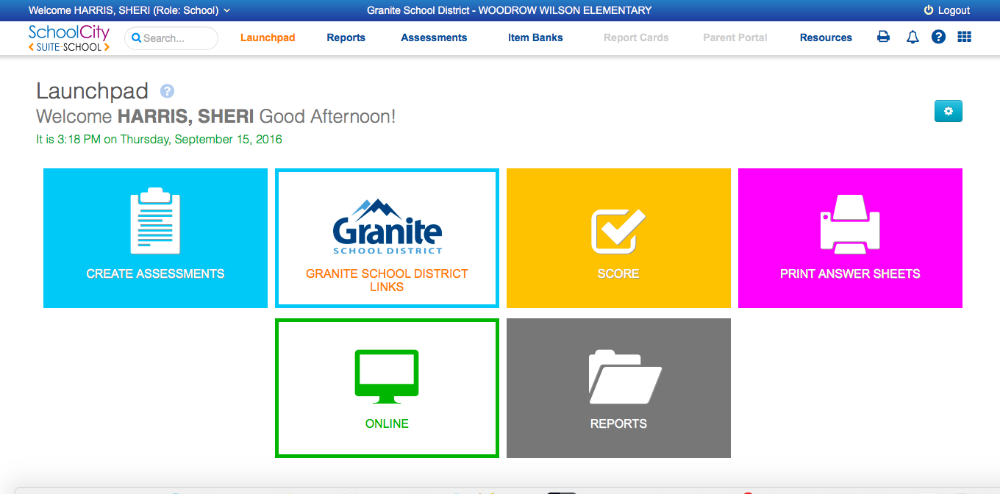 Welcome HARRIS, SHERI (Role: School)
Granite School District - WOODROW WILSON ELEMENTARY
Logout
SchoolCity
SUITE·SCHOOL
Search...
Launchpad
Reports
Assessments
Item Banks
Report Cards
Parent Portal
Resources
?
Launchpad ?
Welcome HARRIS, SHERI Good Afternoon!
It is 3:18 PM on Thursday, September 15, 2016
CREATE ASSESSMENTS
Granite
SCHOOL DISTRICT
GRANITE SCHOOL DISTRICT
LINKS
SCORE
PRINT ANSWER SHEETS
ONLINE
REPORTS